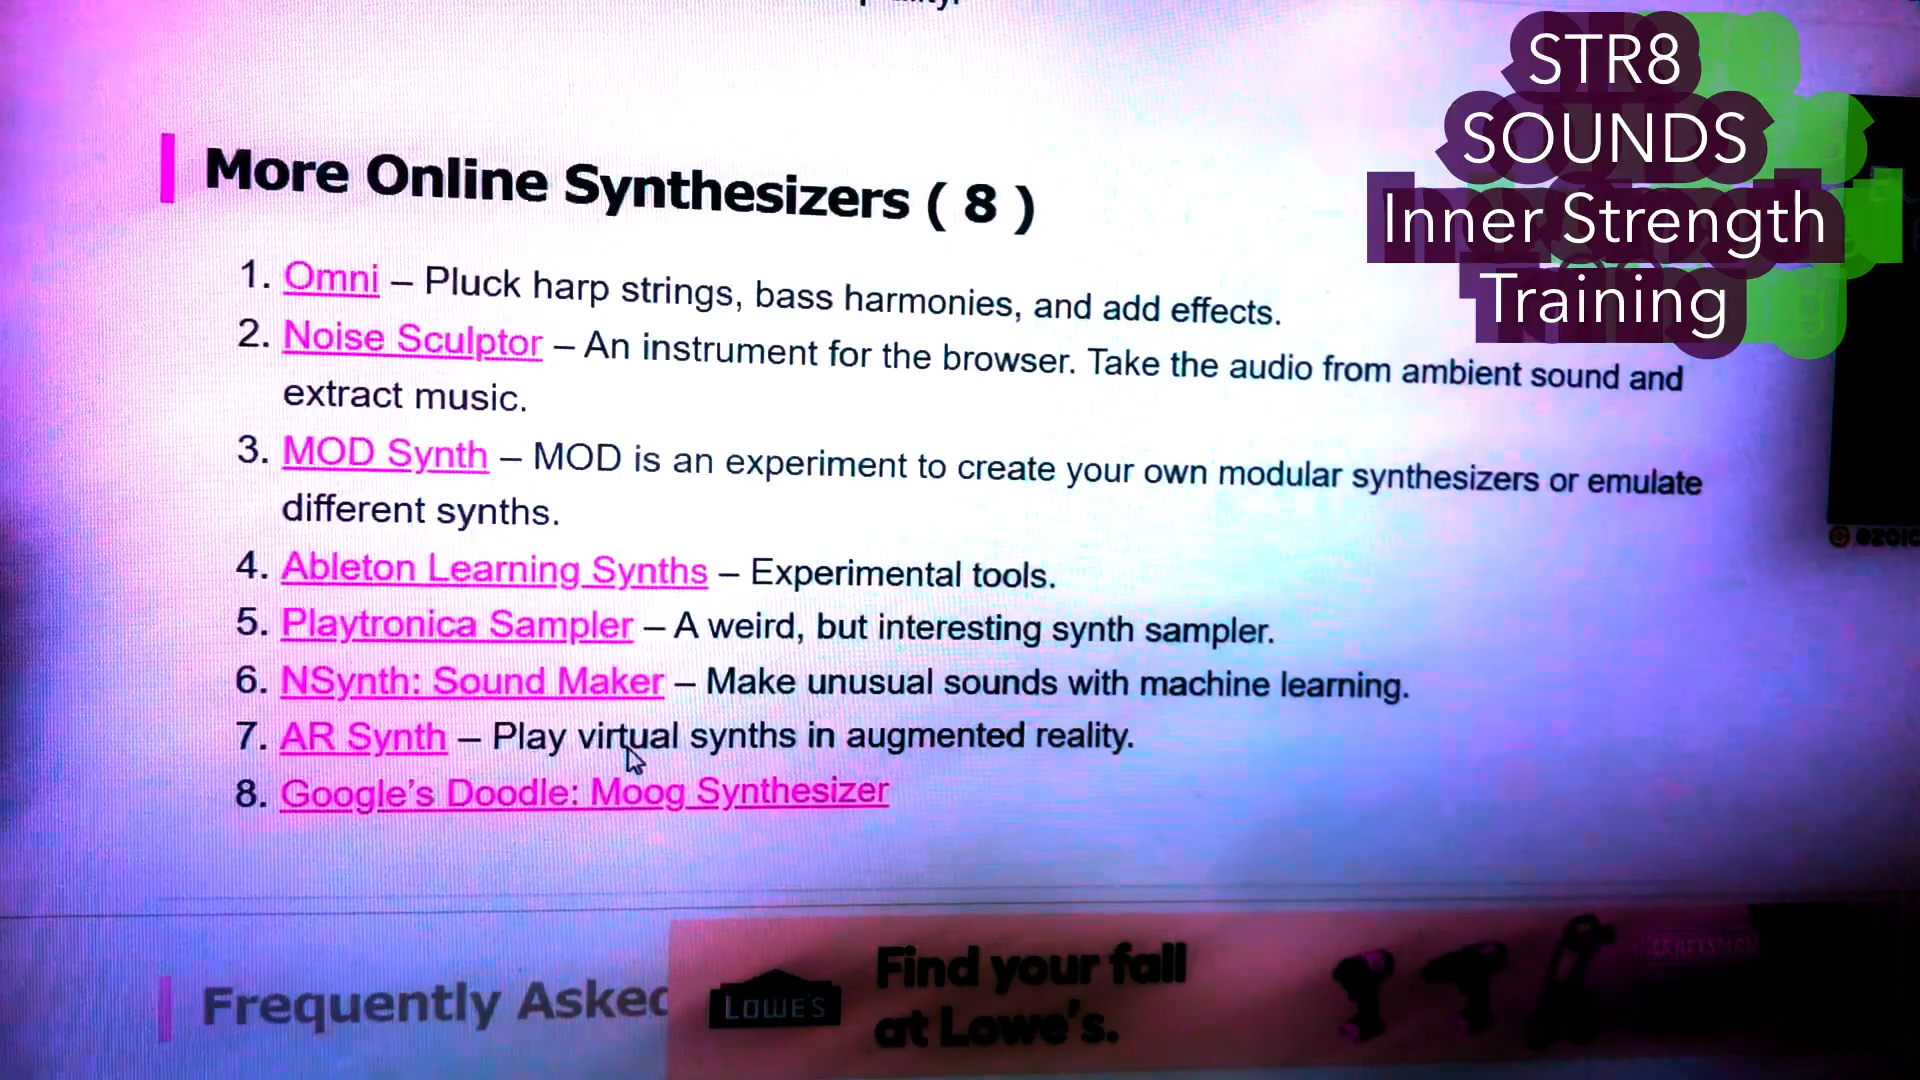 STR8
SOUNDS
Inner Strength
Training
More Online Synthesizers ( 8 )
1. Omni – Pluck harp strings, bass harmonies, and add effects.
2. Noise Sculptor – An instrument for the browser. Take the audio from ambient sound and
extract music.
3. MOD Synth – MOD is an experiment to create your own modular synthesizers or emulate
different synths.
4. Ableton Learning Synths – Experimental tools.
5. Playtronica Sampler – A weird, but interesting synth sampler.
6. NSynth: Sound Maker – Make unusual sounds with machine learning.
7. AR Synth – Play virtual synths in augmented reality.
8. Google's Doodle: Moog Synthesizer
Frequently Asked
LOWE'S
Find your fall
at Lowe's.
CRAFTSMAN